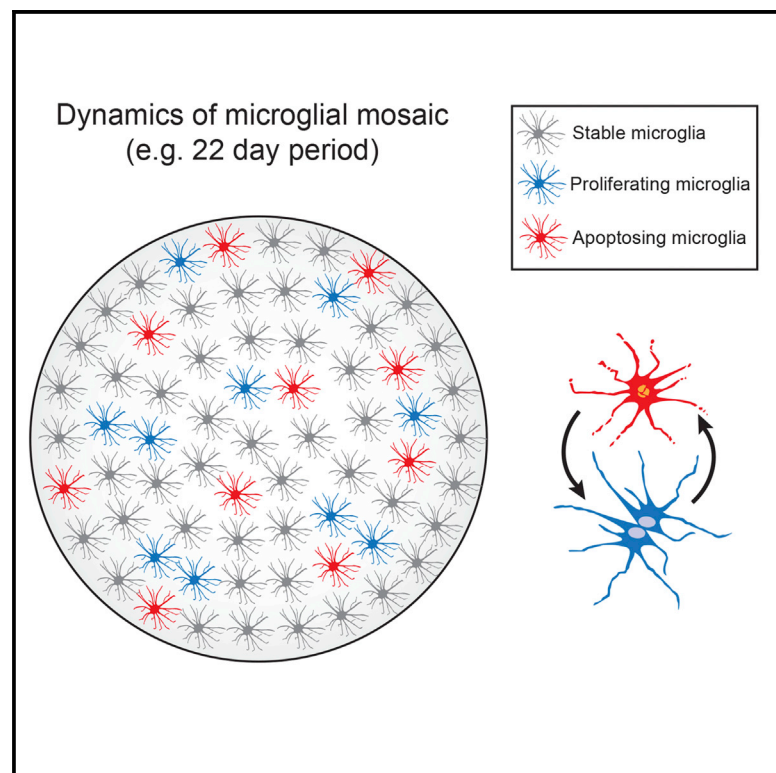 Dynamics of microglial mosaic
(e.g. 22 day period)
Stable microglia
Proliferating microglia
Apoptosing microglia